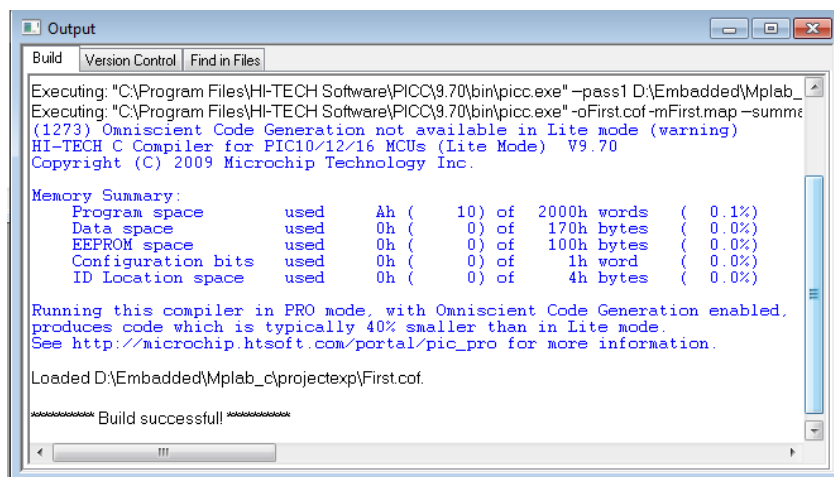 Output
Build Version Control Find in Files
Executing: "C:\Program Files\HI-TECH Software\PICC\9.70\bin\picc.exe" --pass1 D:\Embadded\Mplab_
Executing: "C:\Program Files\HI-TECH Software\PICC\9.70\bin\picc.exe" -oFirst.cof -mFirst.map --summa
(1273) Omniscient Code Generation not available in Lite mode (warning)
HI-TECH C Compiler for PIC10/12/16 MCUs (Lite Mode)  V9.70
Copyright (C) 2009 Microchip Technology Inc.
Memory Summary:
Program space used Ah ( 10) of 2000h words ( 0.1%)
Data space used 0h ( 0) of 170h bytes ( 0.0%)
EEPROM space used 0h ( 0) of 100h bytes ( 0.0%)
Configuration bits used 0h ( 0) of 1h word ( 0.0%)
ID Location space used 0h ( 0) of 4h bytes ( 0.0%)
Running this compiler in PRO mode, with Omniscient Code Generation enabled,
produces code which is typically 40% smaller than in Lite mode.
See http://microchip.htsoft.com/portal/pic_pro for more information.
Loaded D:\Embadded\Mplab_c\projectexp\First.cof.
********** Build successful! **********